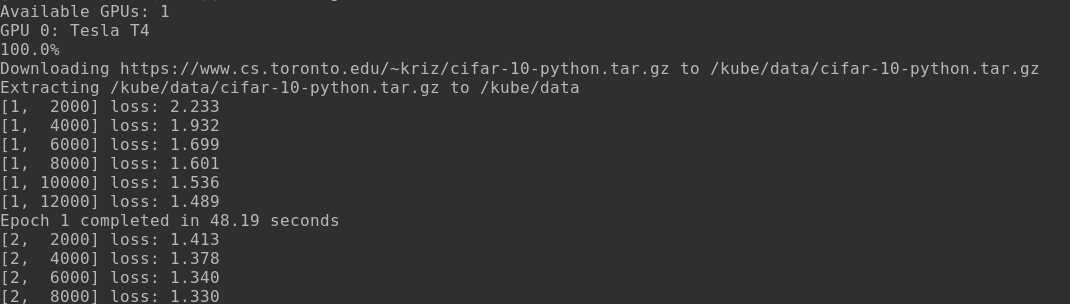 Available GPUs: 1
GPU 0: Tesla T4
100.0%
Downloading https://www.cs.toronto.edu/~kriz/cifar-10-python.tar.gz to /kube/data/cifar-10-python.tar.gz
Extracting /kube/data/cifar-10-python.tar.gz to /kube/data
[1,  2000] loss: 2.233
[1,  4000] loss: 1.932
[1,  6000] loss: 1.699
[1,  8000] loss: 1.601
[1, 10000] loss: 1.536
[1, 12000] loss: 1.489
Epoch 1 completed in 48.19 seconds
[2,  2000] loss: 1.413
[2,  4000] loss: 1.378
[2,  6000] loss: 1.340
[2,  8000] loss: 1.330